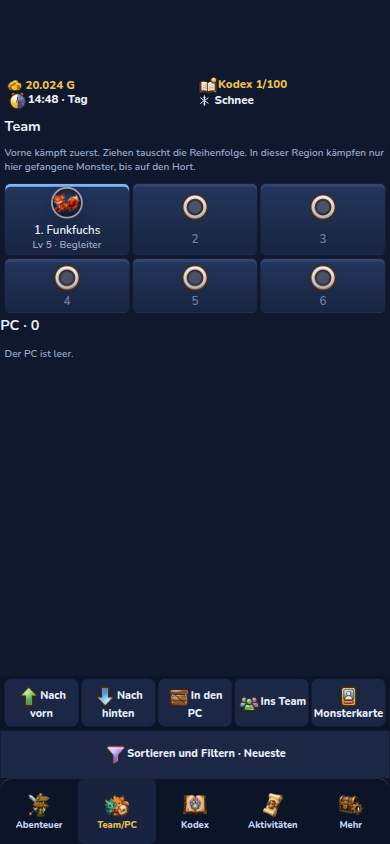 20.024 G
Kodex 1/100
14:48 · Tag
Schnee
Team
Vorne kämpft zuerst. Ziehen tauscht die Reihenfolge. In dieser Region kämpfen nur
hier gefangene Monster, bis auf den Hort.
1. Funkfuchs
Lv 5 · Begleiter
2
3
4
5
6
PC · 0
Der PC ist leer.
Nach
vorn
Nach
hinten
In den
PC
Ins Team
Monsterkarte
Sortieren und Filtern · Neueste
Abenteuer
Team/PC
Kodex
Aktivitäten
Mehr